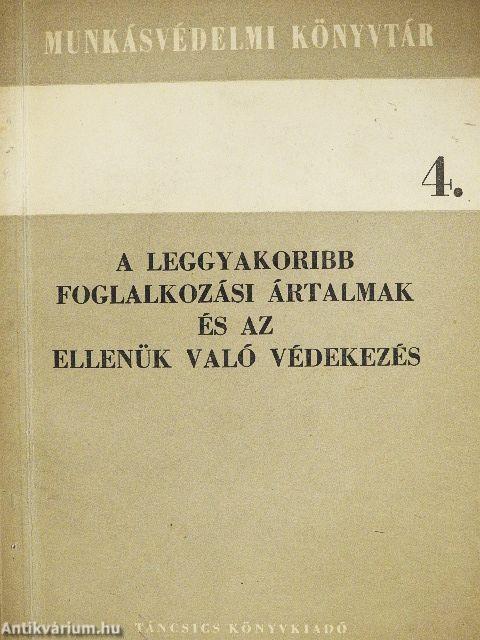 MUNKÁSVÉDELMI KÖNYVTÁR
4.
A LEGGYAKORIBB
FOGLALKOZÁSI ÁRTALMAK
ÉS AZ
ELLENÜK VALÓ VÉDEKEZÉS
TÁNCSICS KÖNYVKIADÓ
Antikvárium.hu